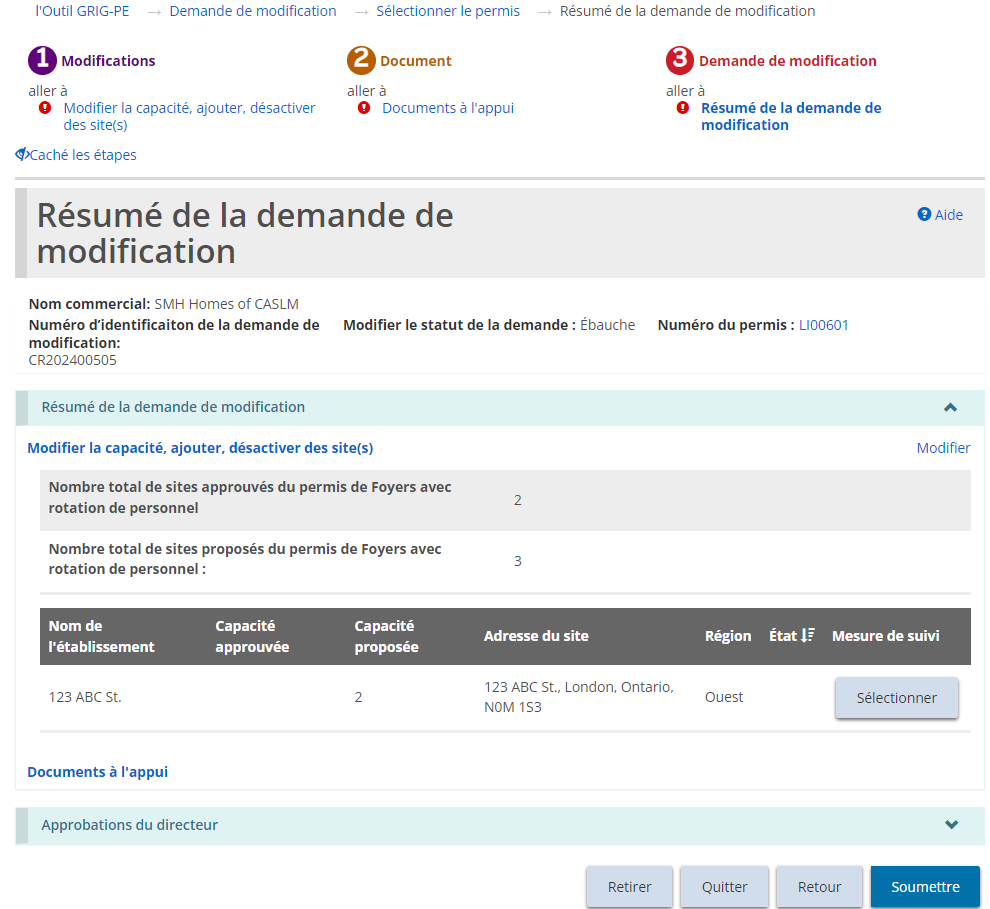 l'Outil GRIG-PE → Demande de modification → Sélectionner le permis → Résumé de la demande de modification
1 Modifications
aller à
Modifier la capacité, ajouter, désactiver
des site(s)
2 Document
aller à
Documents à l'appui
3 Demande de modification
aller à
Résumé de la demande de
modification
Caché les étapes
Résumé de la demande de
modification
Aide
Nom commercial: SMH Homes of CASLM
Numéro d’identificaiton de la demande de
modification:
CR202400505
Modifier le statut de la demande : Ébauche
Numéro du permis : LI00601
Résumé de la demande de modification
Modifier la capacité, ajouter, désactiver des site(s)
Modifier
Nombre total de sites approuvés du permis de Foyers avec
rotation de personnel
2
Nombre total de sites proposés du permis de Foyers avec
rotation de personnel :
3
Nom de
l'établissement
Capacité
approuvée
Capacité
proposée
Adresse du site
Région
État
Mesure de suivi
123 ABC St.
2
123 ABC St., London, Ontario,
N0M 1S3
Ouest
Sélectionner
Documents à l'appui
Approbations du directeur
Retirer
Quitter
Retour
Soumettre